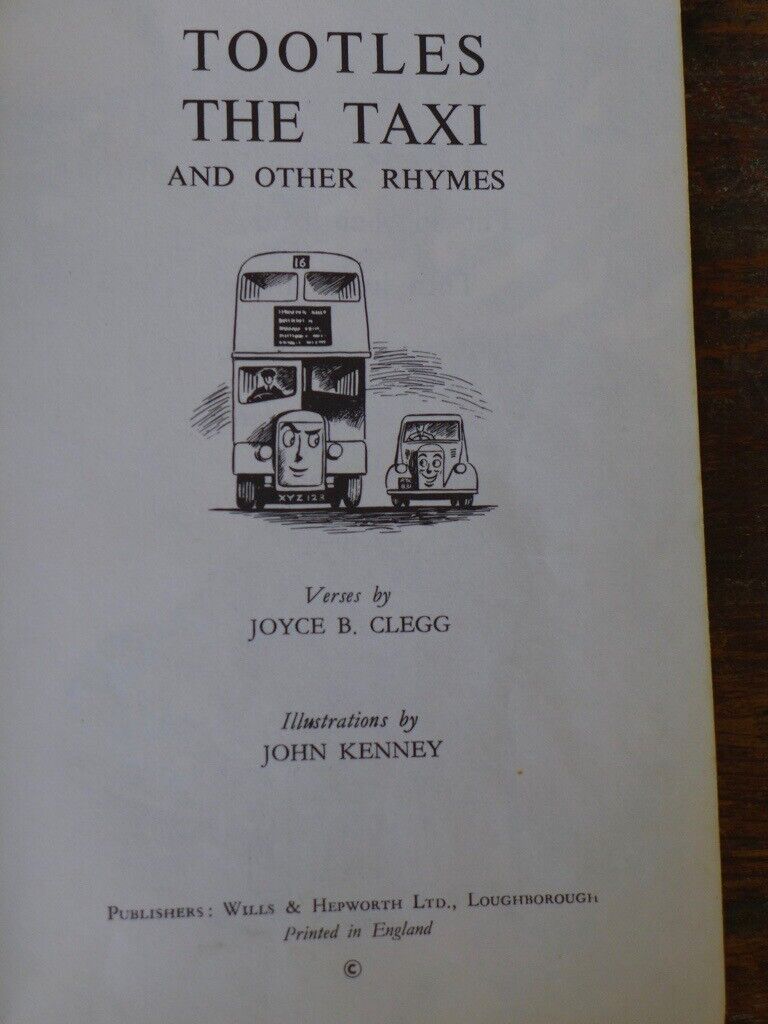 TOOTLES
THE TAXI
AND OTHER RHYMES
16
XYZ 123
Verses by
JOYCE B. CLEGG
Illustrations by
JOHN KENNEY
PUBLISHERS: WILLS & HEPWORTH LTD., LOUGHBOROUGH
Printed in England
©